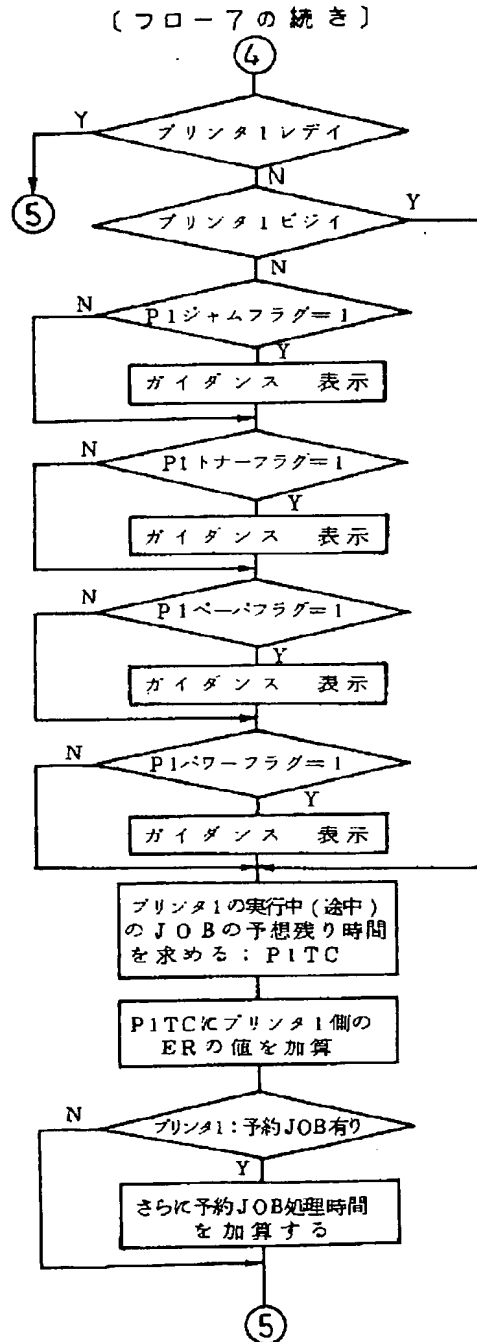 〔フロー7の続き〕
④
プリンタ1レディ
Y
N
⑤
プリンタ1ビジイ
Y
N
P1ジャムフラグ=1
N
Y
ガイダンス 表示
P1トナーフラグ=1
N
Y
ガイダンス 表示
P1ペーパフラグ=1
N
Y
ガイダンス 表示
P1パワーフラグ=1
N
Y
ガイダンス 表示
プリンタ1の実行中(途中)
のJOBの予想残り時間
を求める:P1TC
P1TCにプリンタ1側の
ERの値を加算
プリンタ1:予約JOB有り
N
Y
さらに予約JOB処理時間
を加算する
⑤